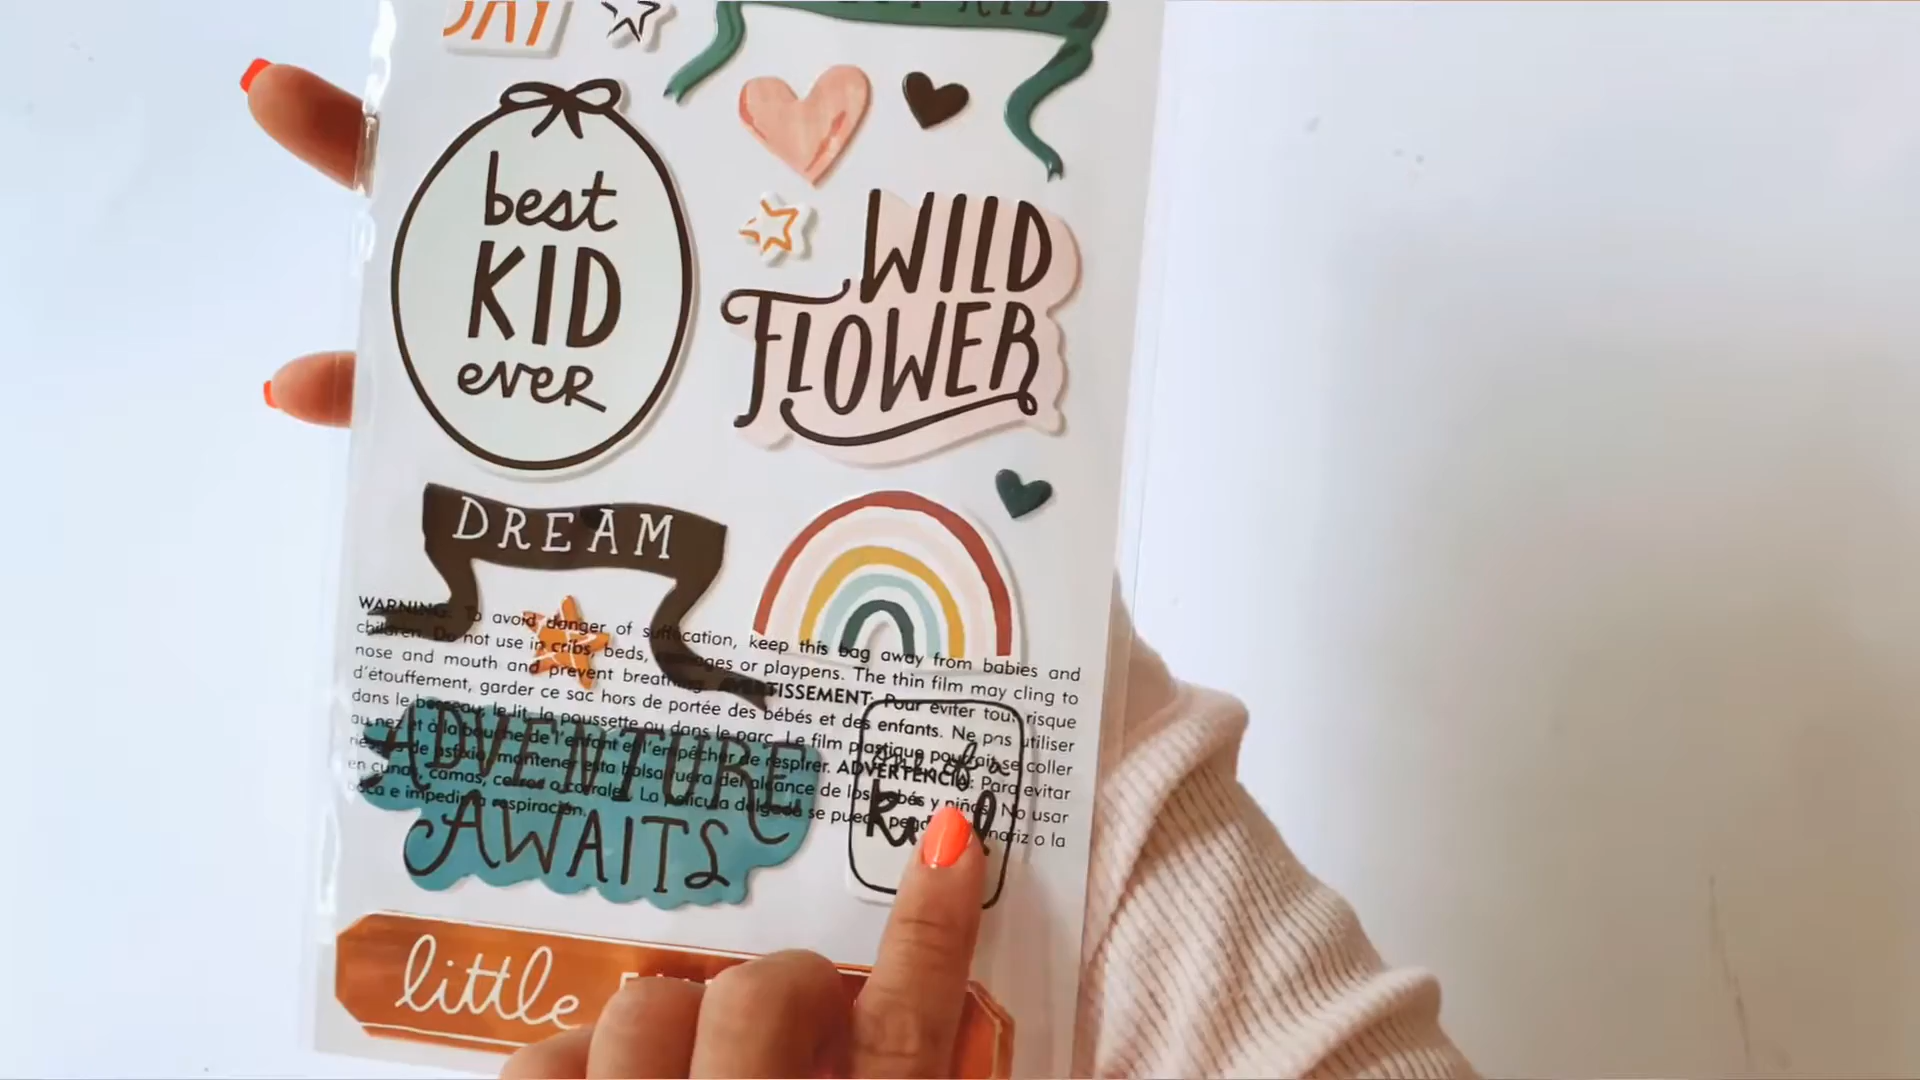 DAY
KID
best
KID
ever
WILD
FLOWER
DREAM
WARNING: To avoid danger of suffocation, keep this bag away from babies and
children. Do not use in cribs, beds, or playpens. The thin film may cling to
nose and mouth and prevent breathing. AVERTISSEMENT: Pour éviter tout risque
d'étouffement, garder ce sac hors de portée des bébés et des enfants. Ne pas utiliser
dans le berceau, le lit, la poussette ou dans le parc. Le film plastique pourrait se coller
au nez et à la bouche de l'enfant et l'empêcher de respirer. ADVERTENCIA: Para evitar
de asfixia, mantener esta bolsa fuera del alcance de los bebés y niños. No usar
en cunas, camas, o corrales. La película delgada se puede nariz o la
boca e impedir la respiración.
ADVENTURE
AWAITS
of a
little